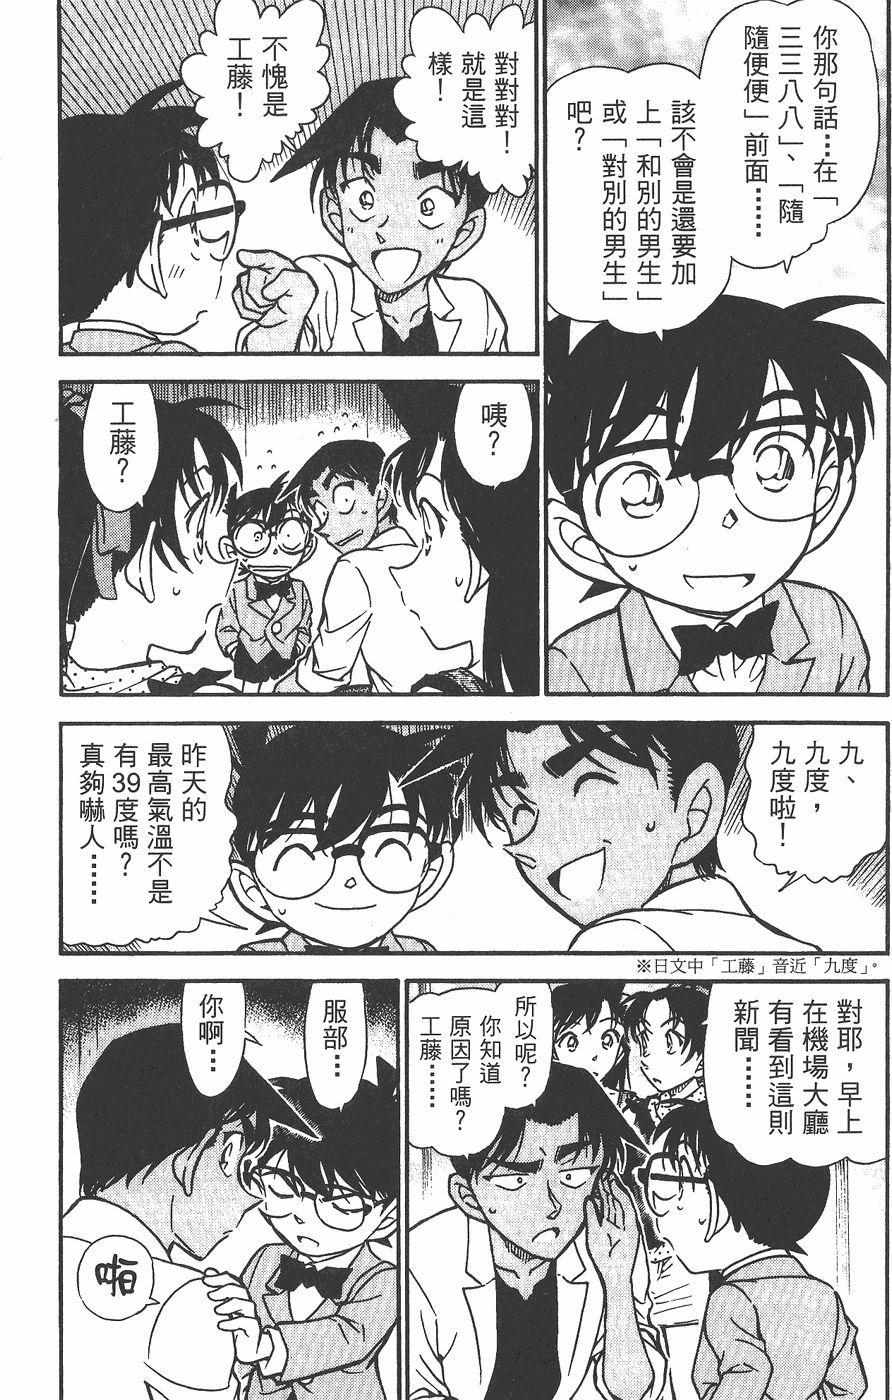 你那句話…在「
三三八八」、「隨
隨便便」前面……
該不會是還要加
上「和別的男生」
或「對別的男生」
吧？
對對對！
就是這
樣！
不愧是
工藤！
咦？
工藤？
九、
九度，
九度啦！
昨天的
最高氣溫不是
有39度嗎？
真夠嚇人……
※日文中「工藤」音近「九度」。
對耶，早上
在機場大廳
有看到這則
新聞……
所以呢？
你知道
原因了嗎？
工藤……
服部…
你啊…
啪